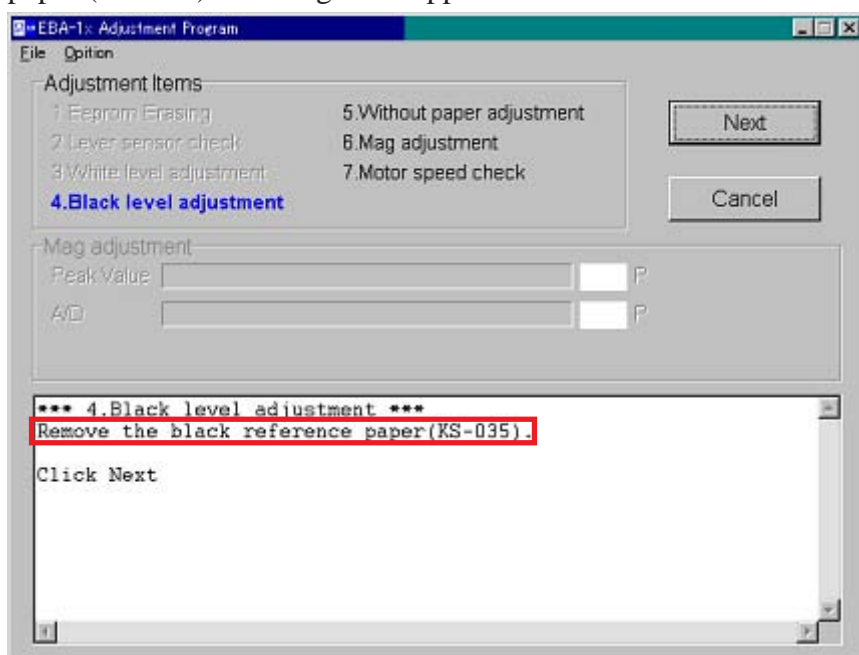 EBA-1x Adjustment Program
File Opition
Adjustment Items
1 Eeprom Erasing
2 Lever sensor check
3 White level adjustment
4.Black level adjustment
5.Without paper adjustment
6.Mag adjustment
7.Motor speed check
Next
Cancel
Mag adjustment
Peak Value P
A/D P
*** 4.Black level adjustment ***
Remove the black reference paper(KS-035).
Click Next